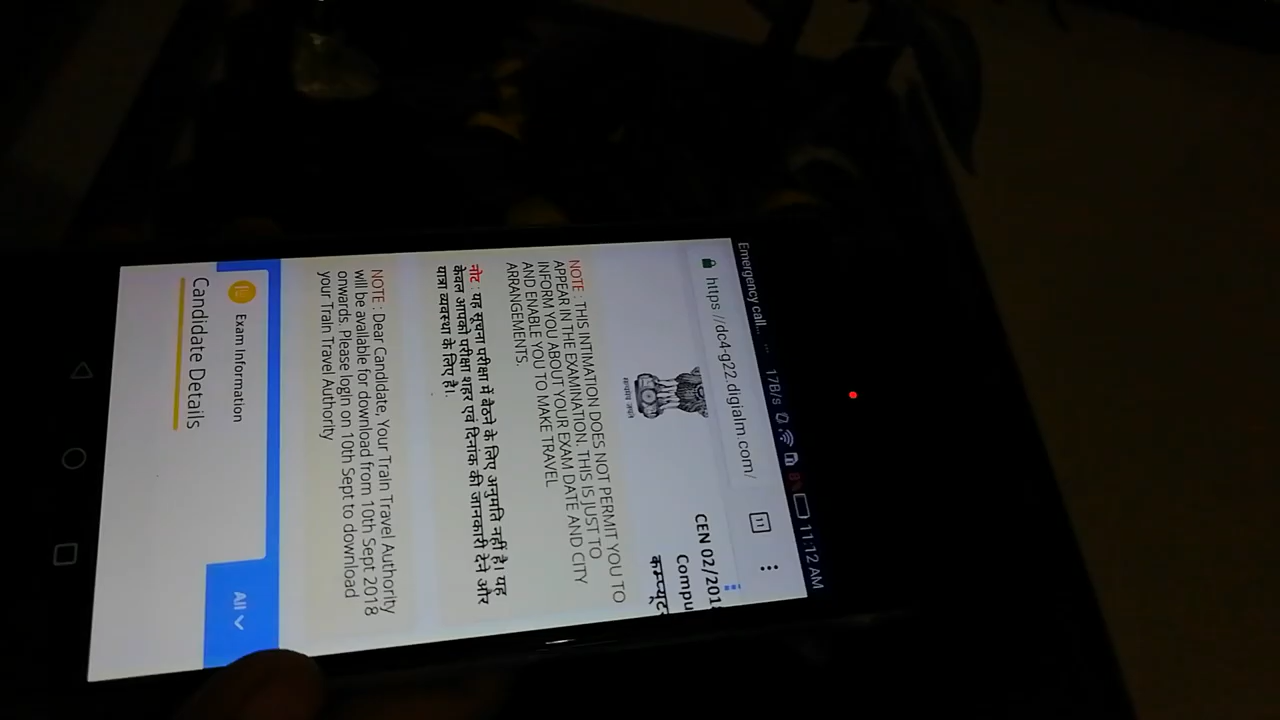 Emergency call... ... 17B/s 8% 11:12 AM
https://dc4-g22.digialm.com/ 11
CEN 02/201
Compu
कम्प्यूट
सत्यमेव जयते
NOTE : THIS INTIMATION DOES NOT PERMIT YOU TO
APPEAR IN THE EXAMINATION. THIS IS JUST TO
INFORM YOU ABOUT YOUR EXAM DATE AND CITY
AND ENABLE YOU TO MAKE TRAVEL
ARRANGEMENTS.
नोट : यह सूचना परीक्षा में बैठने के लिए अनुमति नहीं है। यह
केवल आपको परीक्षा शहर एवं दिनांक की जानकारी देने और
यात्रा व्यवस्था के लिए है।
NOTE : Dear Candidate, Your Train Travel Authority
will be available for download from 10th Sept 2018
onwards. Please login on 10th Sept to download
your Train Travel Authority
Exam Information All
Candidate Details